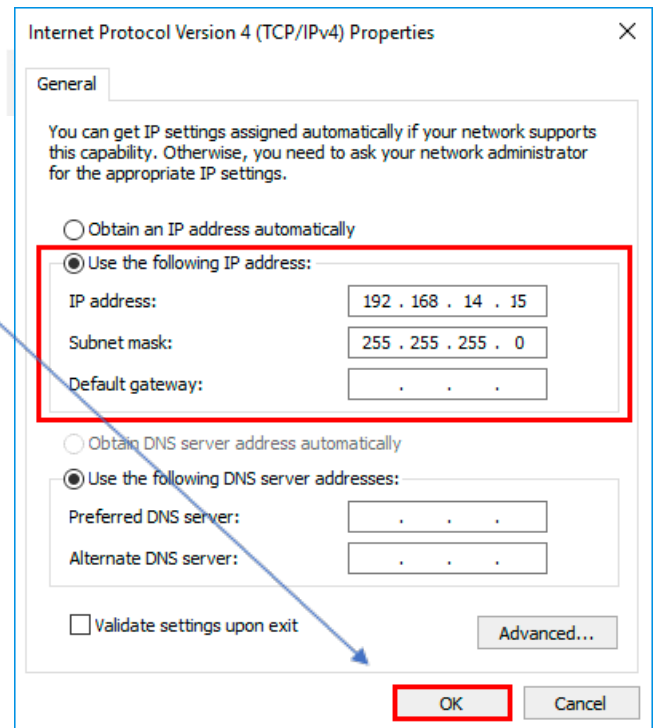 Internet Protocol Version 4 (TCP/IPv4) Properties
General
You can get IP settings assigned automatically if your network supports
this capability. Otherwise, you need to ask your network administrator
for the appropriate IP settings.
Obtain an IP address automatically
Use the following IP address:
IP address: 192 . 168 . 14 . 15
Subnet mask: 255 . 255 . 255 . 0
Default gateway: . . .
Obtain DNS server address automatically
Use the following DNS server addresses:
Preferred DNS server: . . .
Alternate DNS server: . . .
Validate settings upon exit
Advanced...
OK Cancel